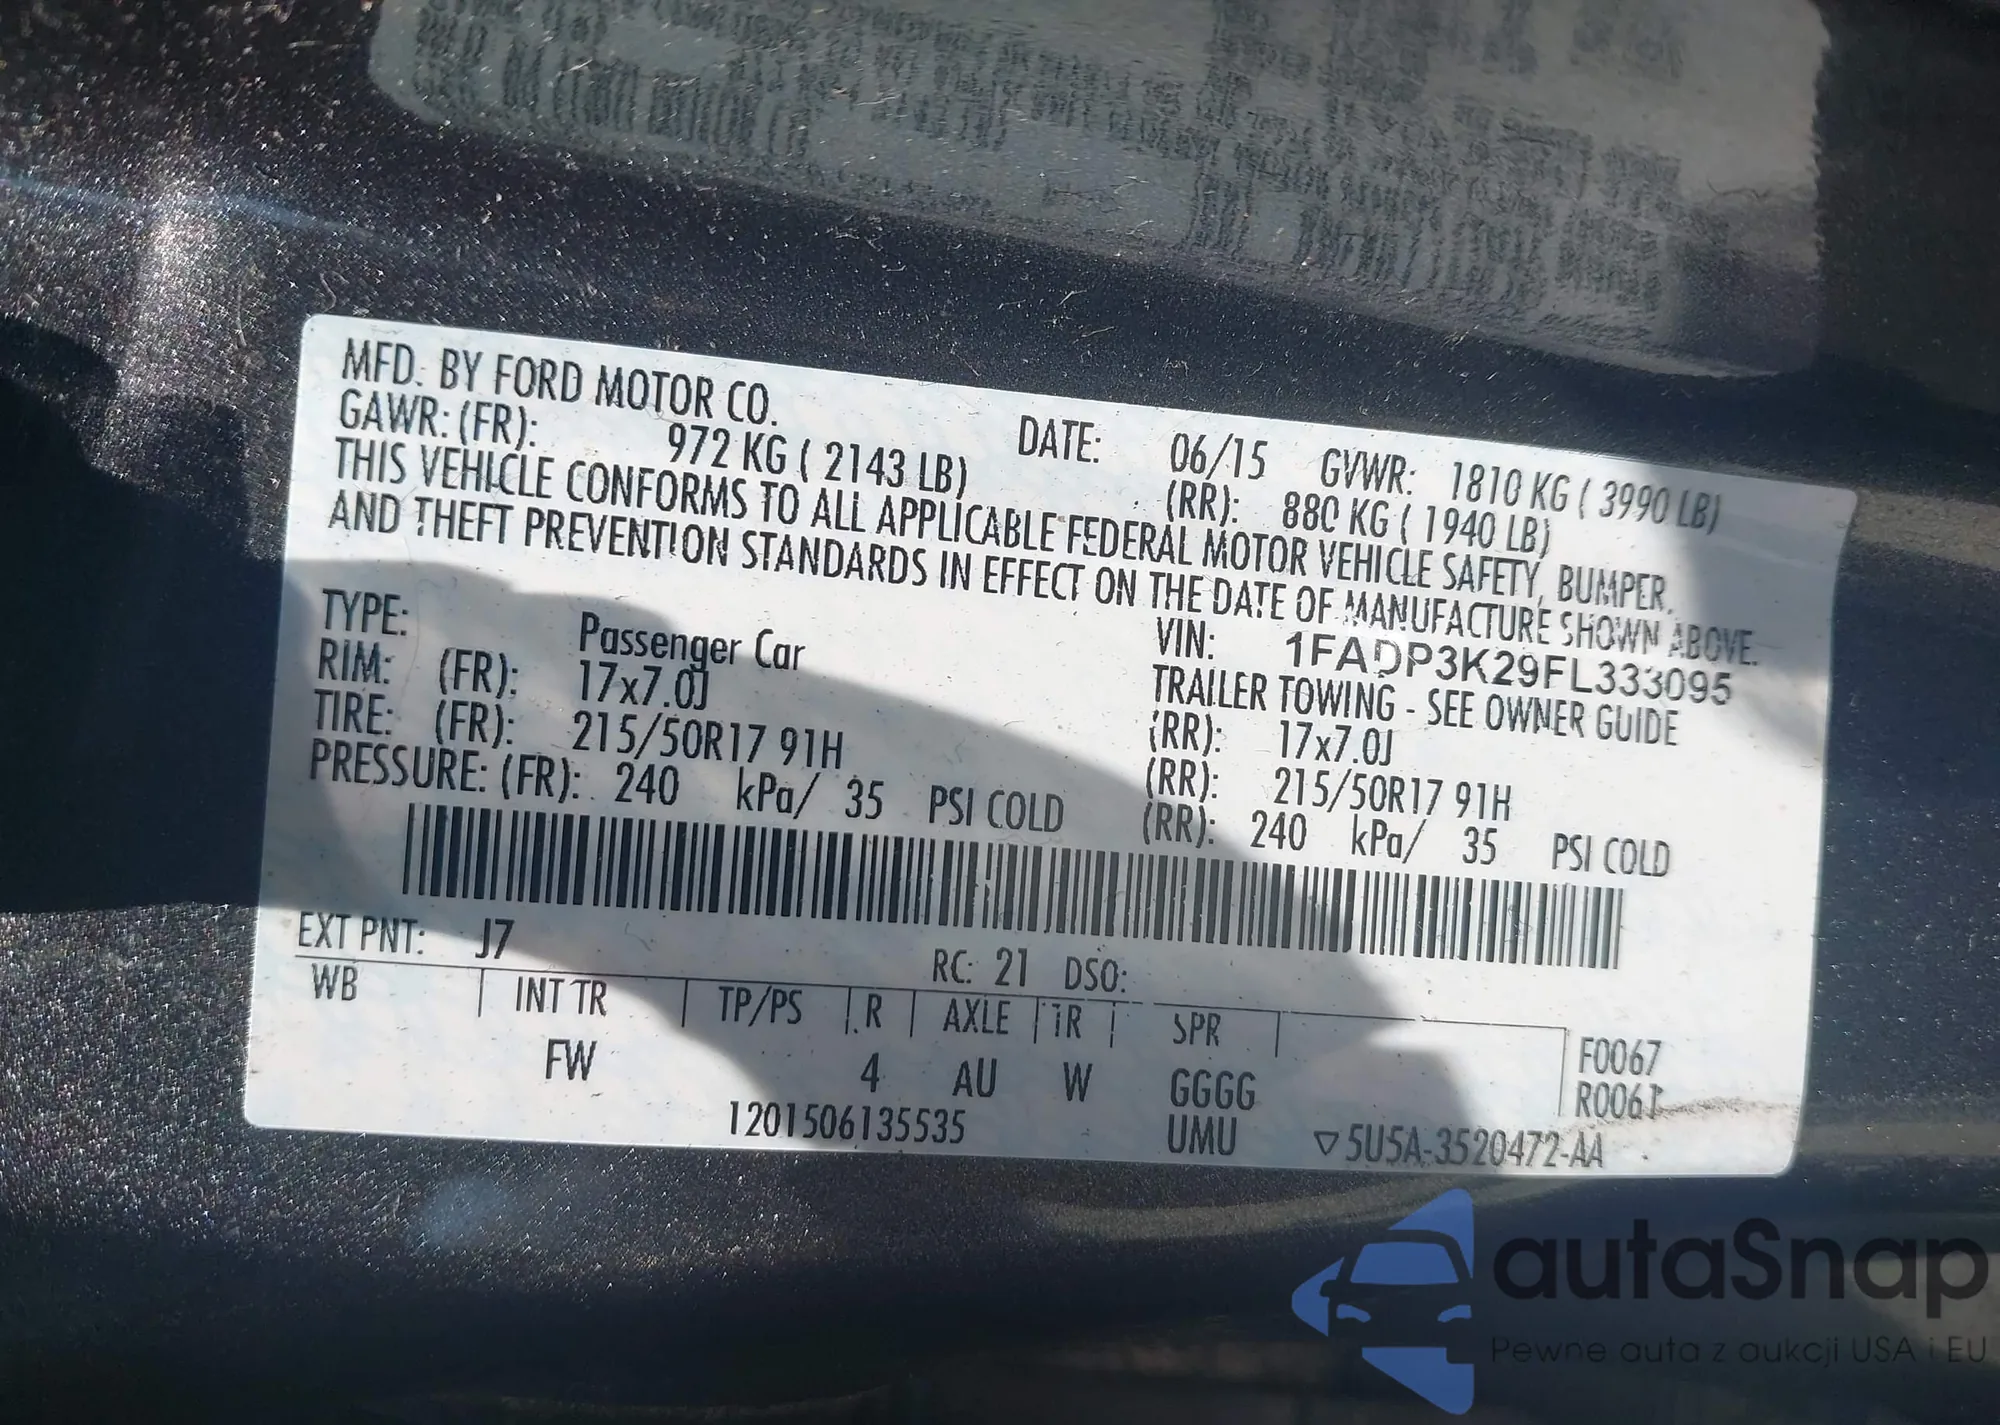 MFD. BY FORD MOTOR CO. DATE: 06/15 GVWR: 1810 KG ( 3990 LB)
GAWR: (FR): 972 KG ( 2143 LB) (RR): 880 KG ( 1940 LB)
THIS VEHICLE CONFORMS TO ALL APPLICABLE FEDERAL MOTOR VEHICLE SAFETY, BUMPER,
AND THEFT PREVENTION STANDARDS IN EFFECT ON THE DATE OF MANUFACTURE SHOWN ABOVE.
VIN: 1FADP3K29FL333095
TYPE: Passenger Car TRAILER TOWING - SEE OWNER GUIDE
RIM: (FR): 17x7.0J (RR): 17x7.0J
TIRE: (FR): 215/50R17 91H (RR): 215/50R17 91H
PRESSURE: (FR): 240 kPa/ 35 PSI COLD (RR): 240 kPa/ 35 PSI COLD
EXT PNT: J7 RC: 21 DSO:
WB INT TR TP/PS R AXLE TR SPR F0067
FW 4 AU W GGGG R0061
1201506135535 UMU ▽5U5A-3520472-AA
autaSnap
Pewne auta z aukcji USA i EU